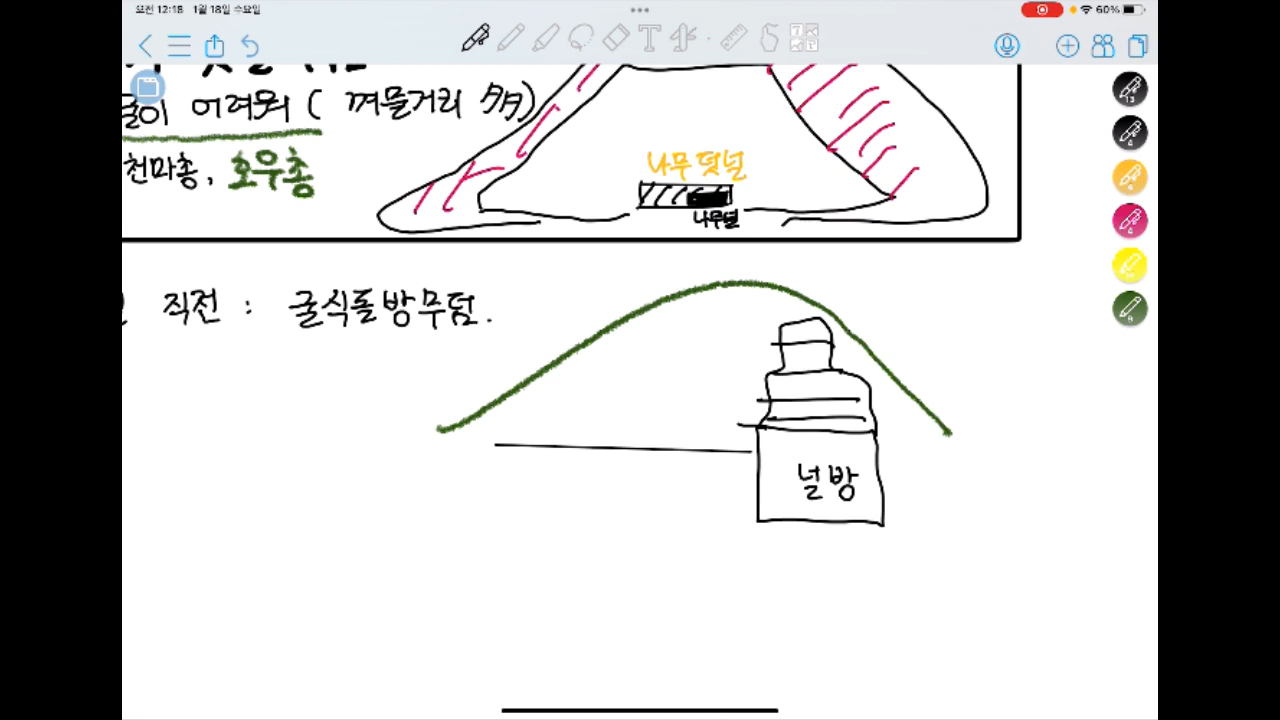 오전 12:18 1월 18일 수요일
60%
어려워 ( 껴묻거리 多)
천마총, 호우총
나무 덧널
나무널
직전 : 굴식돌방무덤.
널방